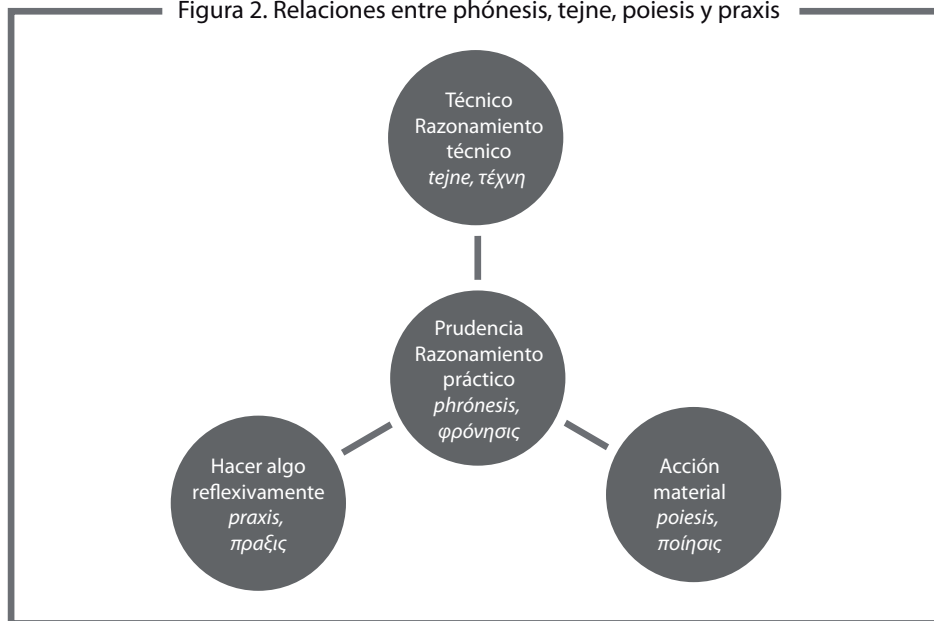 Figura 2. Relaciones entre phónesis, tejne, poiesis y praxis
Técnico
Razonamiento
técnico
tejne, τέχνη
Prudencia
Razonamiento
práctico
phrónesis,
φρόνησις
Hacer algo
reflexivamente
praxis,
πραξις
Acción
material
poiesis,
ποίησις